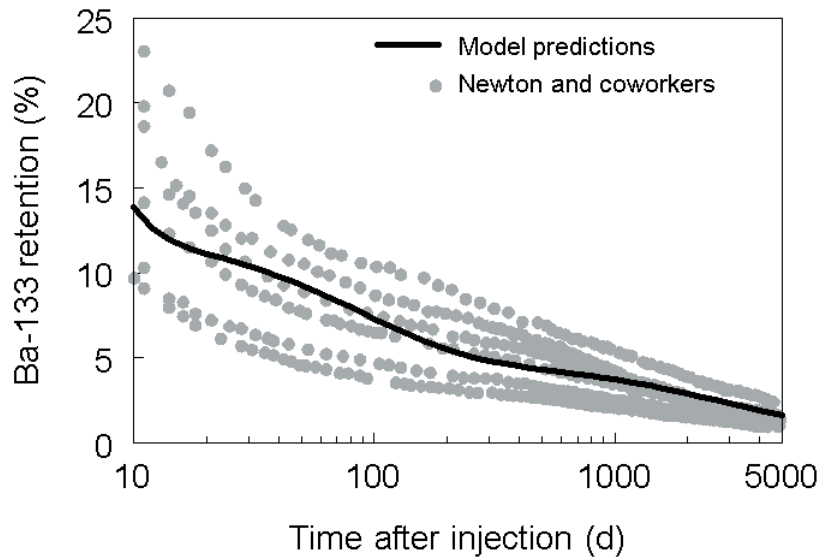 25
Model predictions
Newton and coworkers
20
15
10
5
0
Ba-133 retention (%)
10 100 1000 5000
Time after injection (d)